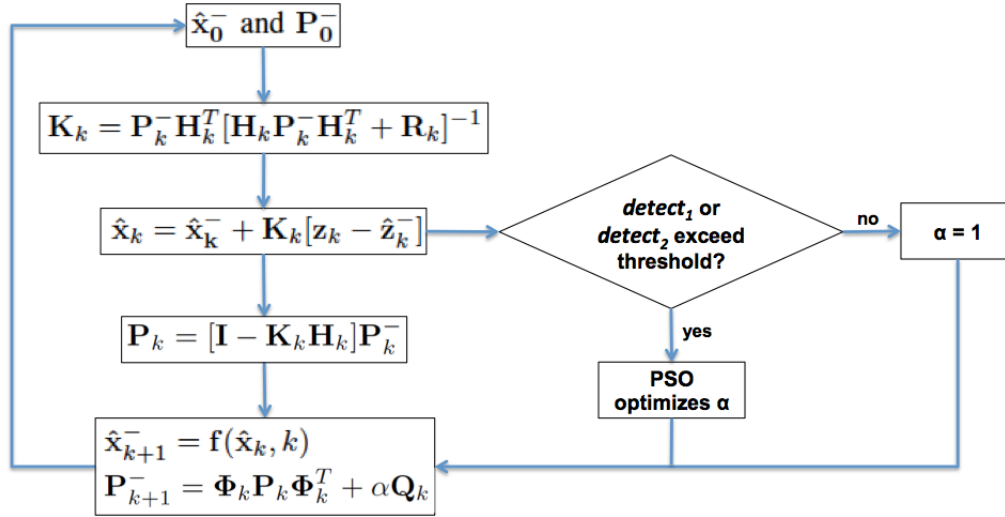 x̂₀⁻ and P₀⁻
Kₖ = Pₖ⁻Hₖᵀ[HₖPₖ⁻Hₖᵀ + Rₖ]⁻¹
x̂ₖ = x̂ₖ⁻ + Kₖ[zₖ − ẑₖ⁻]
detect₁ or
detect₂ exceed
threshold?
no
α = 1
Pₖ = [I − KₖHₖ]Pₖ⁻
yes
PSO
optimizes α
x̂ₖ₊₁⁻ = f(x̂ₖ, k)
Pₖ₊₁⁻ = ΦₖPₖΦₖᵀ + αQₖ